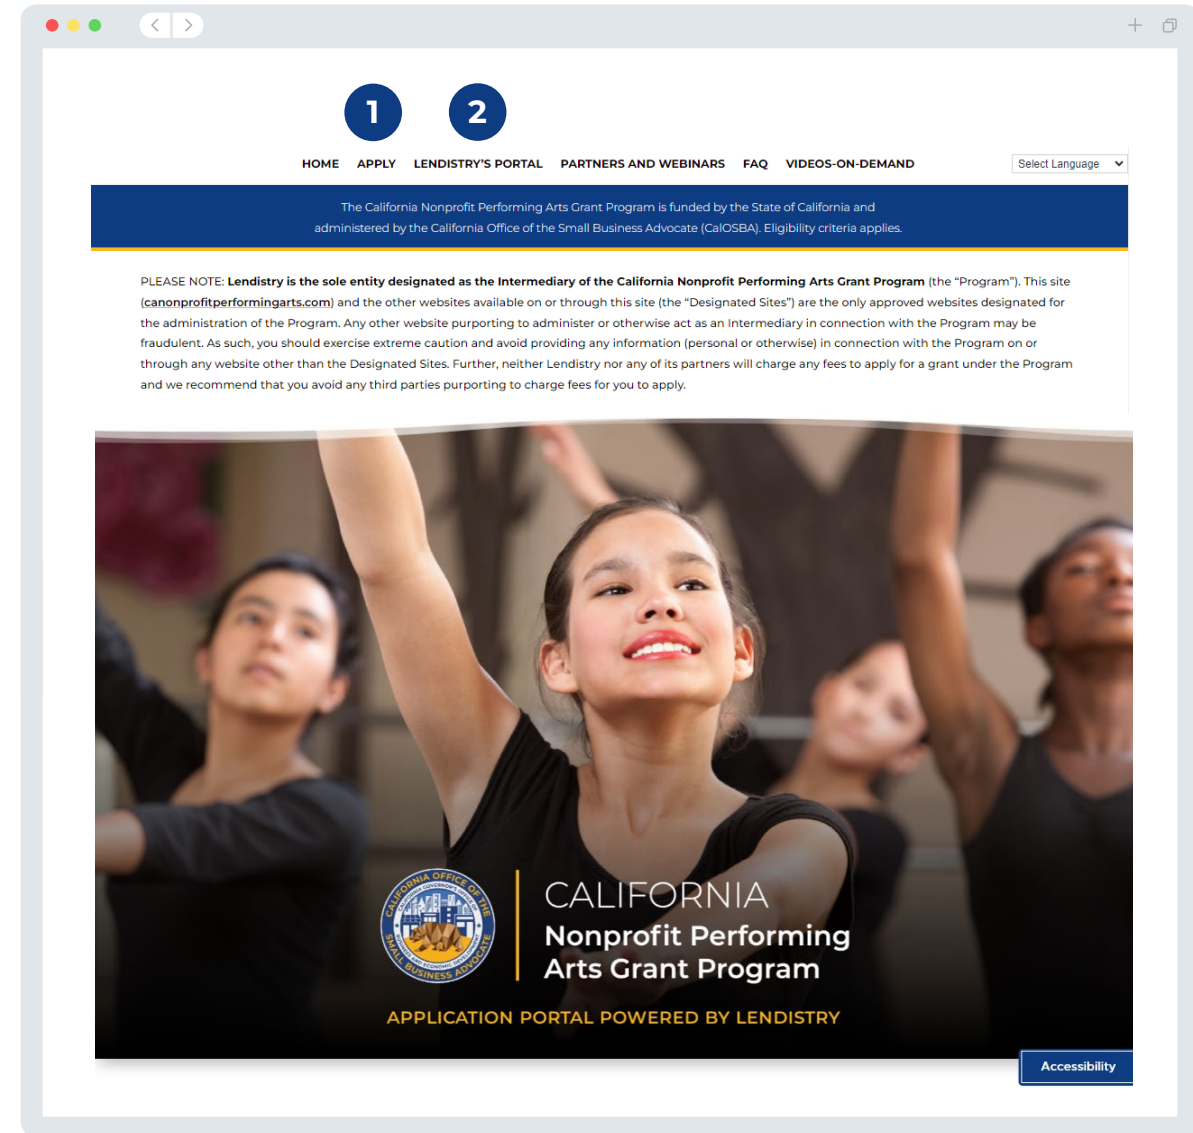 1
2
HOME APPLY LENDISTRY'S PORTAL PARTNERS AND WEBINARS FAQ VIDEOS-ON-DEMAND
Select Language
The California Nonprofit Performing Arts Grant Program is funded by the State of California and
administered by the California Office of the Small Business Advocate (CalOSBA). Eligibility criteria applies.
PLEASE NOTE: Lendistry is the sole entity designated as the Intermediary of the California Nonprofit Performing Arts Grant Program (the “Program”). This site
(canonprofitperformingarts.com) and the other websites available on or through this site (the “Designated Sites”) are the only approved websites designated for
the administration of the Program. Any other website purporting to administer or otherwise act as an Intermediary in connection with the Program may be
fraudulent. As such, you should exercise extreme caution and avoid providing any information (personal or otherwise) in connection with the Program on or
through any website other than the Designated Sites. Further, neither Lendistry nor any of its partners will charge any fees to apply for a grant under the Program
and we recommend that you avoid any third parties purporting to charge fees for you to apply.
CALIFORNIA OFFICE OF THE
SMALL BUSINESS ADVOCATE
CALIFORNIA GOVERNOR'S OFFICE OF
BUSINESS AND ECONOMIC DEVELOPMENT
CALIFORNIA
Nonprofit Performing
Arts Grant Program
APPLICATION PORTAL POWERED BY LENDISTRY
Accessibility